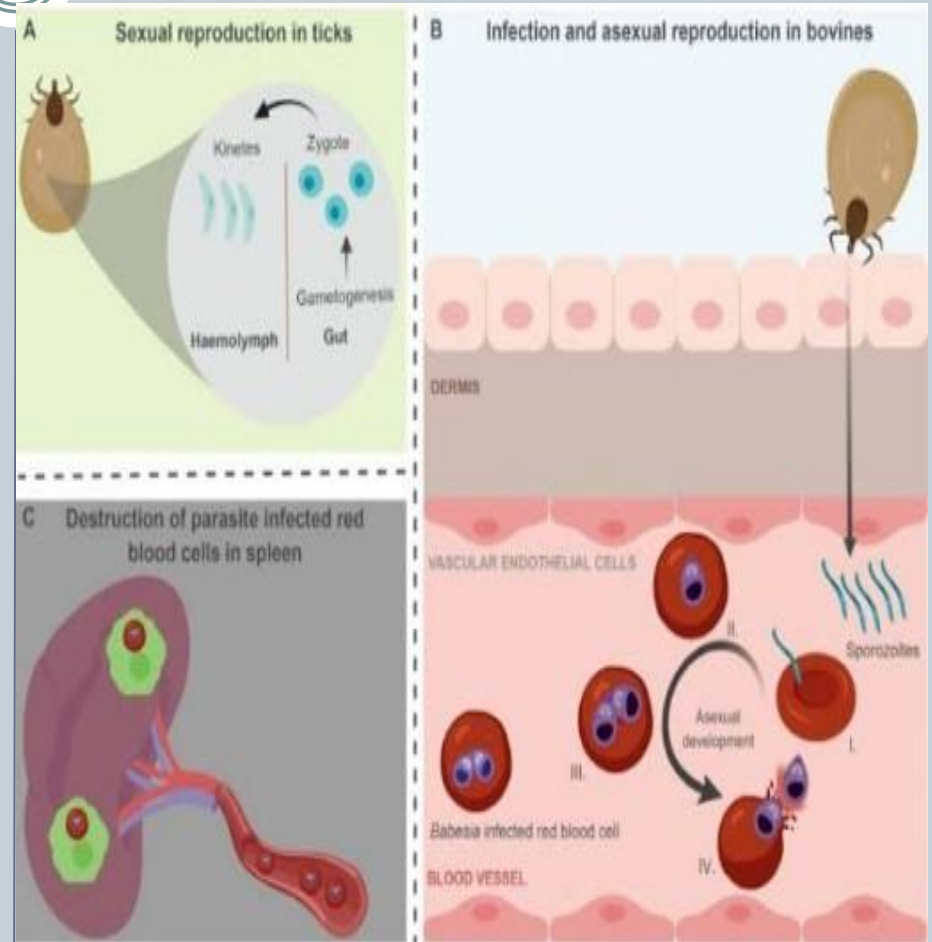 A Sexual reproduction in ticks
Kinetes
Zygote
Gametogenesis
Haemolymph
Gut
B Infection and asexual reproduction in bovines
DERMIS
VASCULAR ENDOTHELIAL CELLS
Sporozoites
I.
II.
Asexual
development
III.
Babesia infected red blood cell
IV.
BLOOD VESSEL
C Destruction of parasite infected red
blood cells in spleen